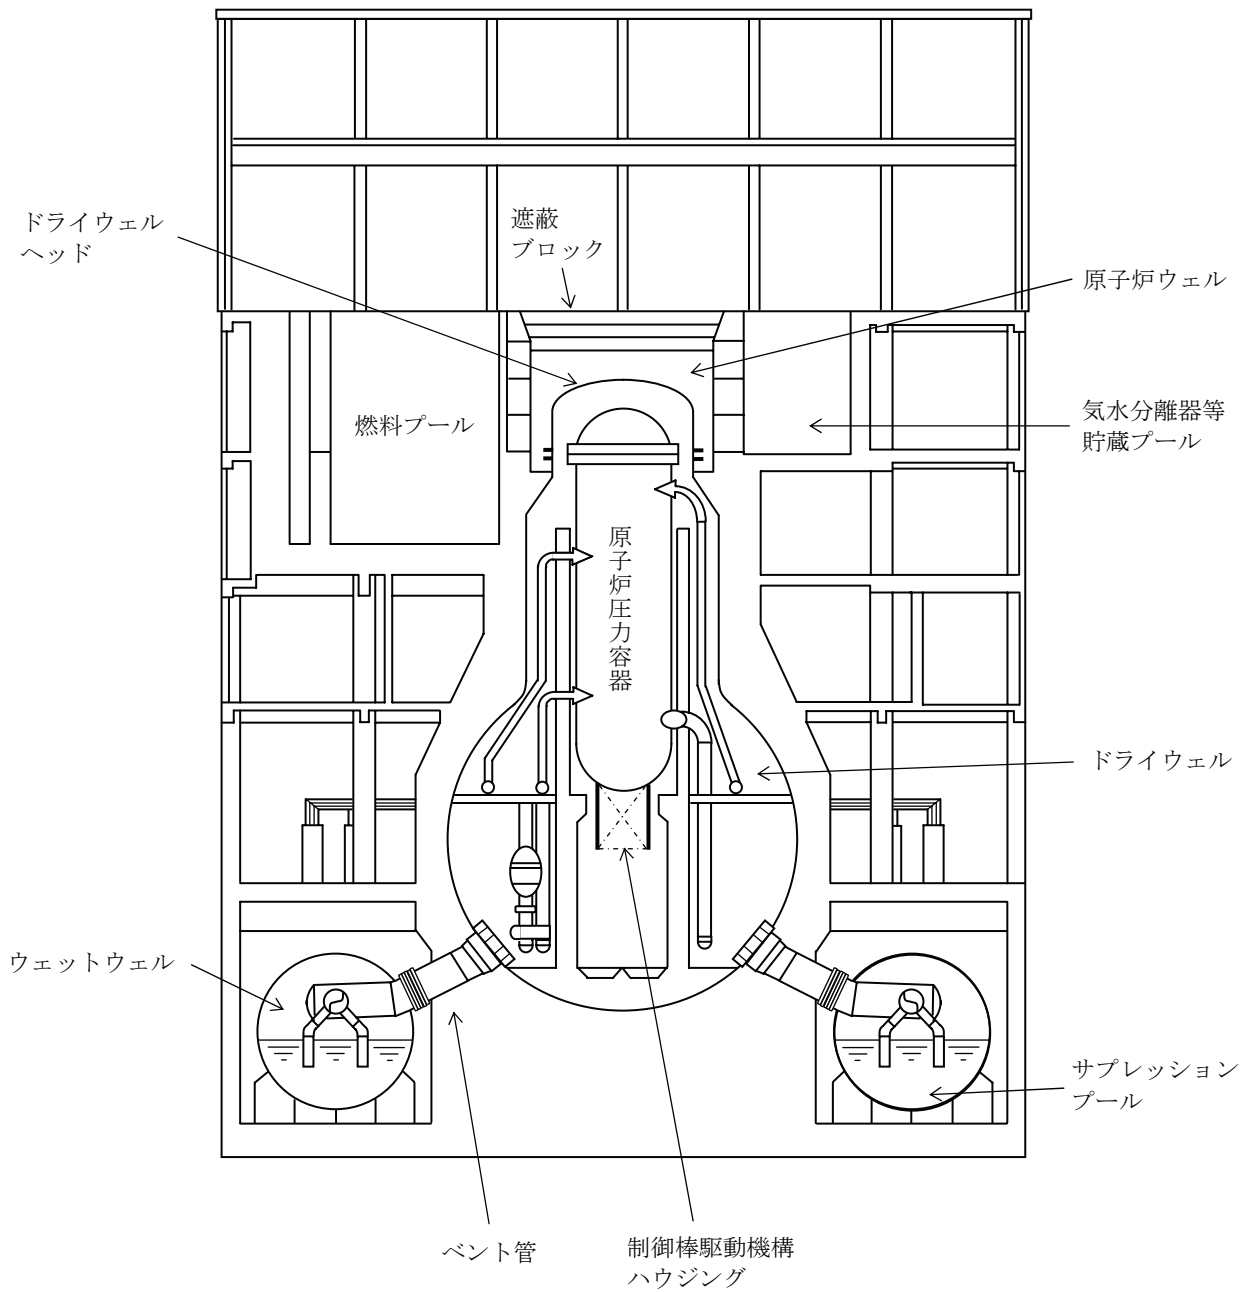 ドライウェル
ヘッド
遮蔽
ブロック
原子炉ウェル
燃料プール
気水分離器等
貯蔵プール
原子炉圧力容器
ドライウェル
ウェットウェル
サプレッション
プール
ベント管
制御棒駆動機構
ハウジング